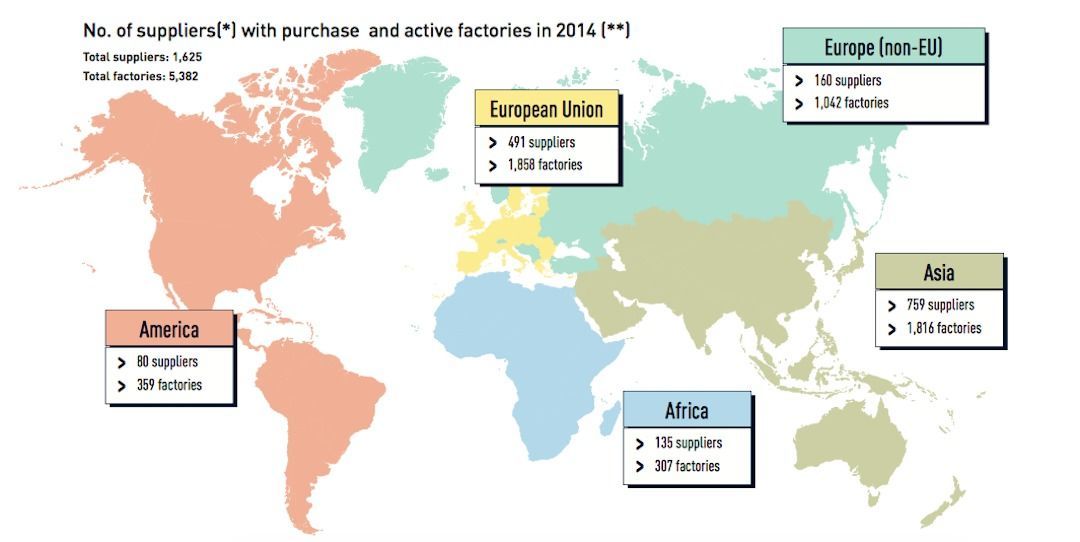 No. of suppliers(*) with purchase and active factories in 2014 (**)
Total suppliers: 1,625
Total factories: 5,382
Europe (non-EU)
> 160 suppliers
> 1,042 factories
European Union
> 491 suppliers
> 1,858 factories
Asia
> 759 suppliers
> 1,816 factories
America
> 80 suppliers
> 359 factories
Africa
> 135 suppliers
> 307 factories